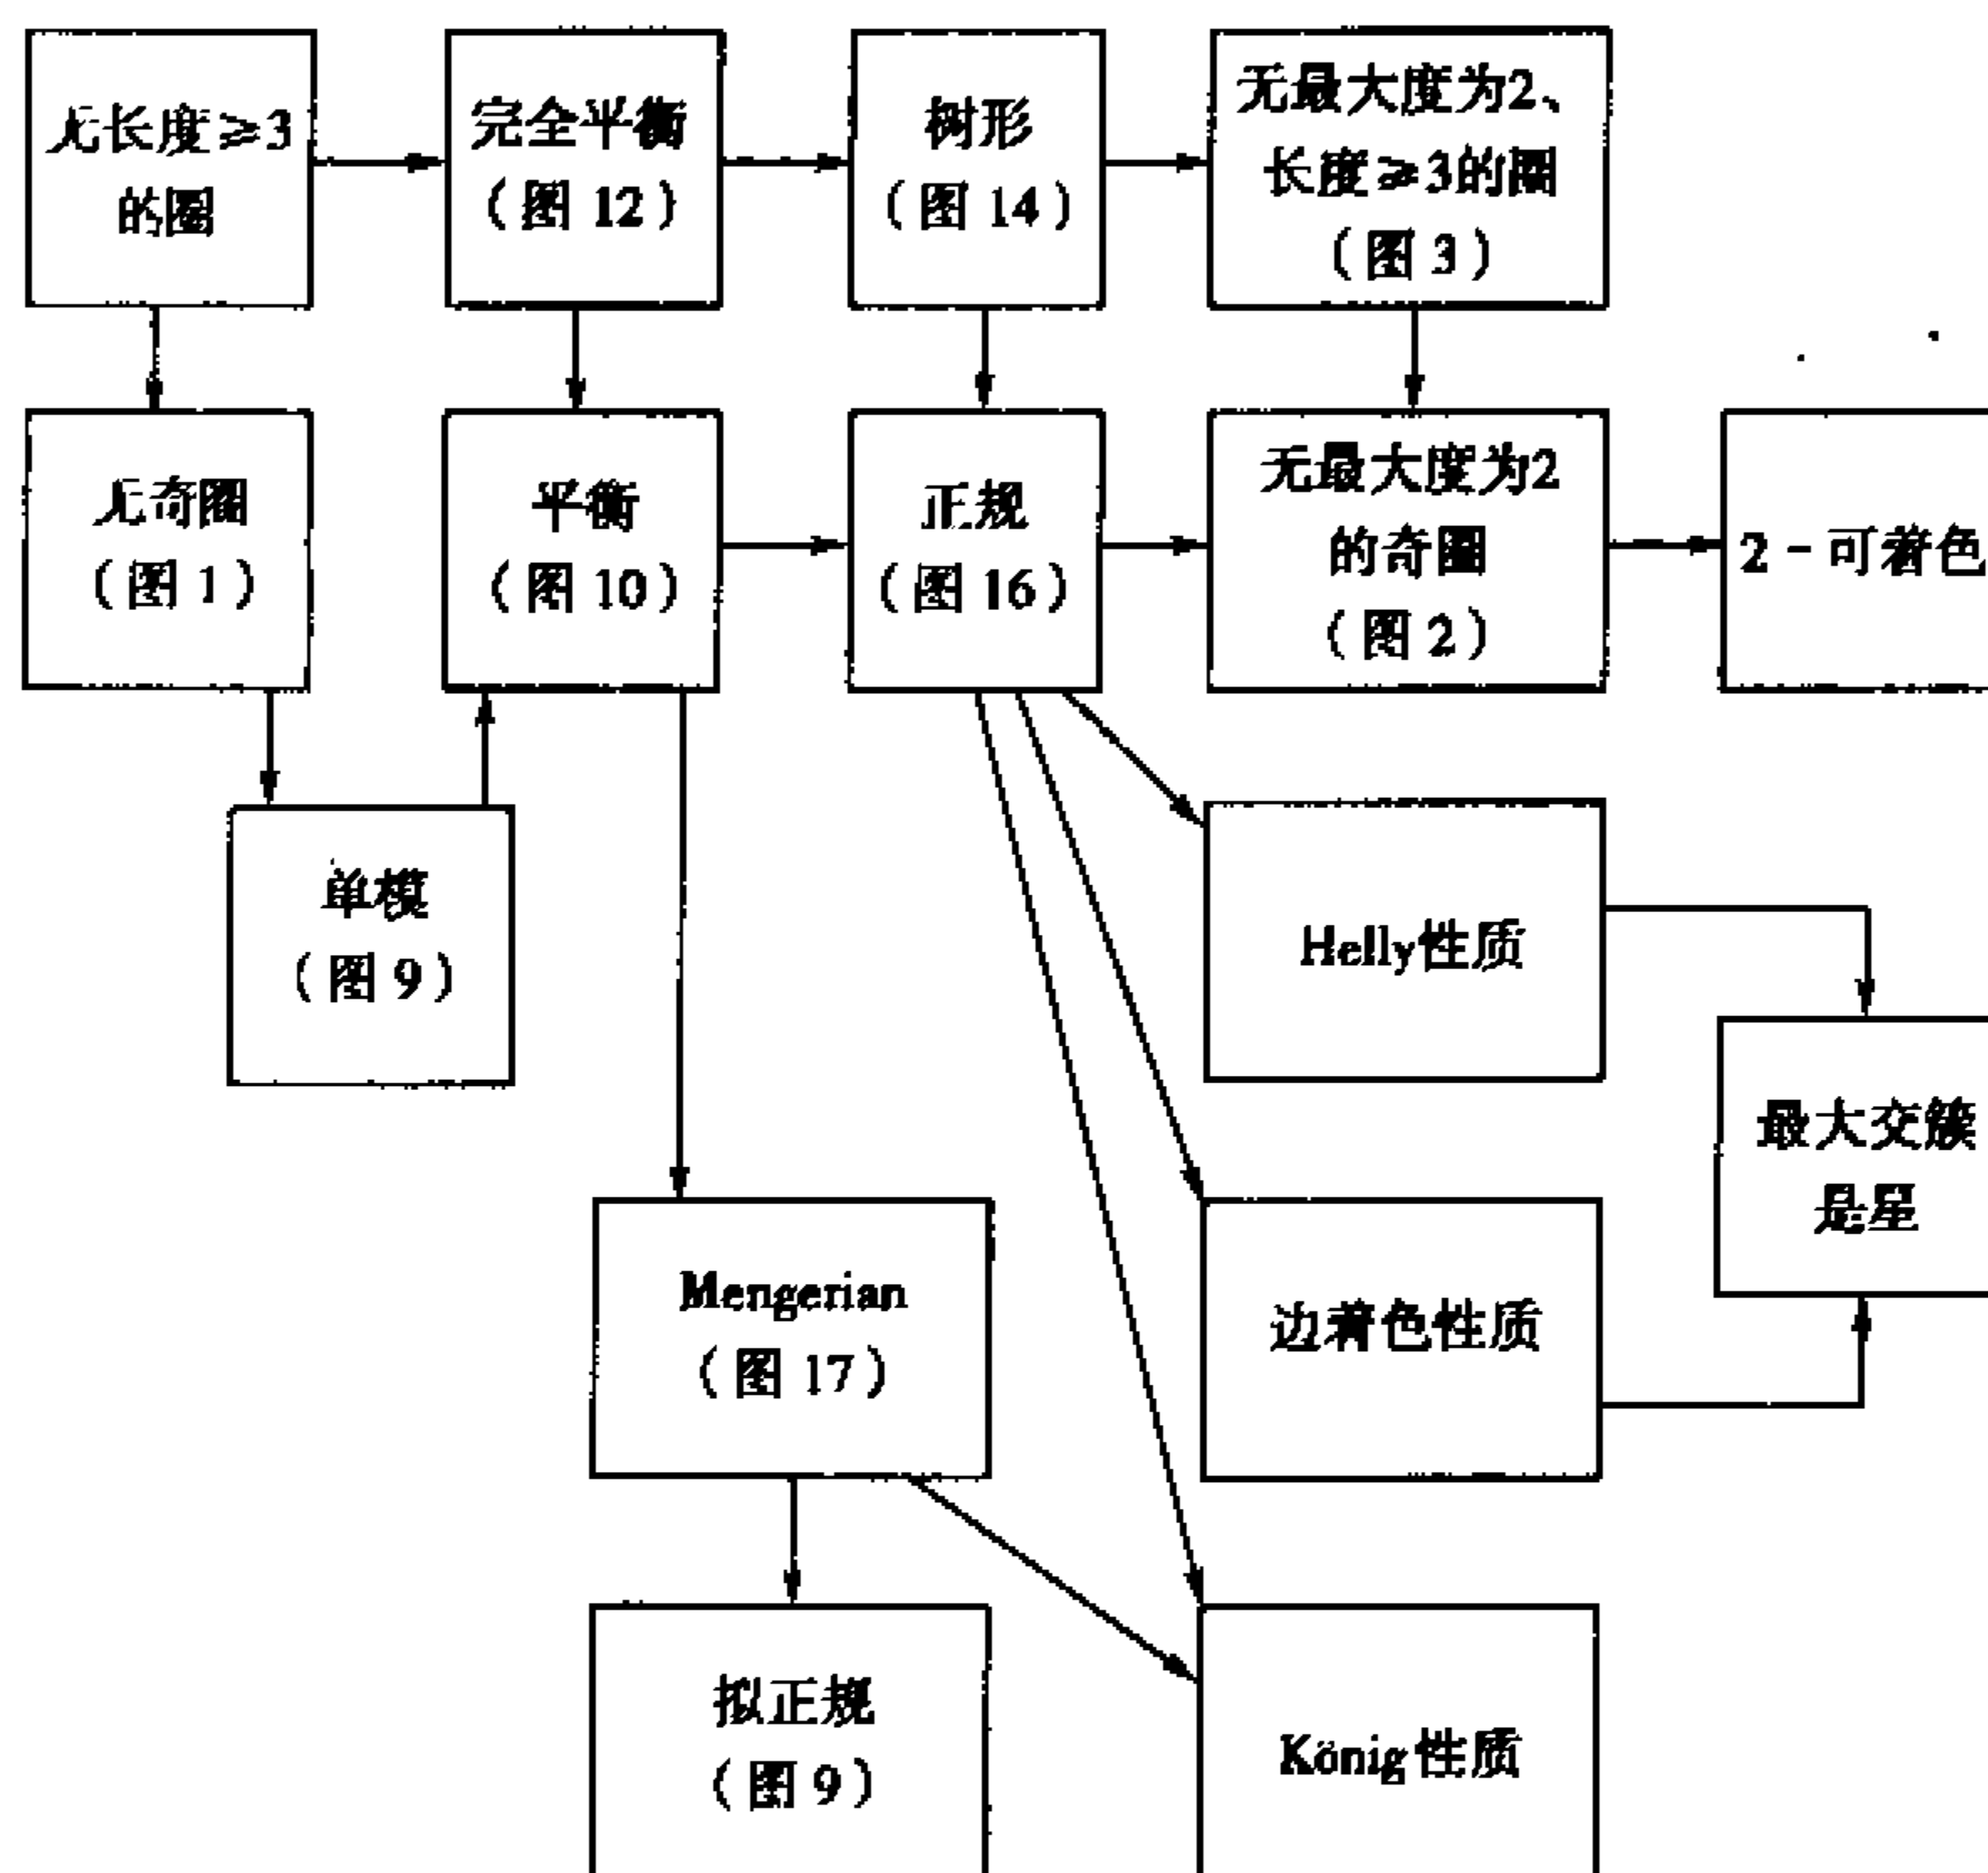 无长度≥3
的圈
完全平衡
（图 12）
树形
（图 14）
无最大度为2、
长度≥3的圈
（图 3）
无奇圈
（图 1）
平衡
（图 10）
正规
（图 16）
无最大度为2
的奇圈
（图 2）
2-可着色
单模
（图 9）
Helly性质
最大交簇
是星
Mengerian
（图 17）
边着色性质
拟正规
（图 9）
König性质